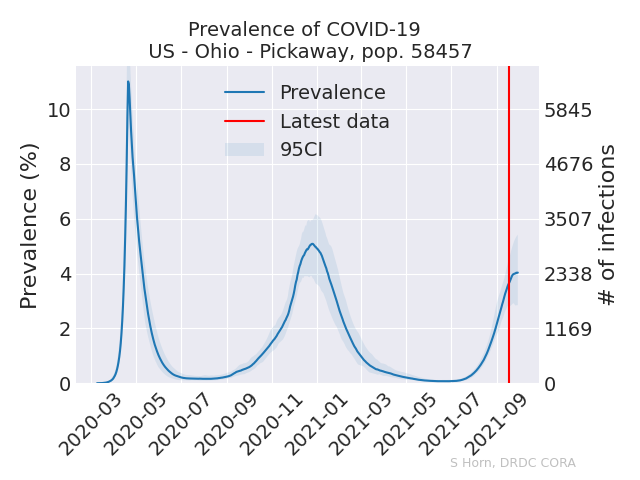 Prevalence of COVID-19
US - Ohio - Pickaway, pop. 58457
Prevalence
Latest data
95CI
Prevalence (%)
10
8
6
4
2
0
# of infections
5845
4676
3507
2338
1169
0
2020-03
2020-05
2020-07
2020-09
2020-11
2021-01
2021-03
2021-05
2021-07
2021-09
S Horn, DRDC CORA